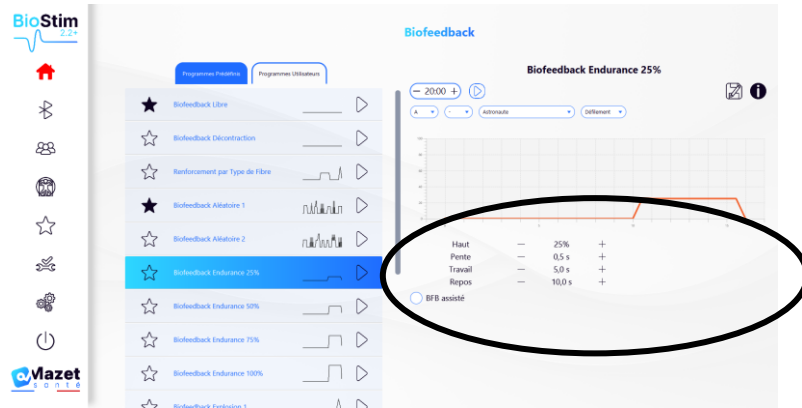 BioStim
2.2+
Biofeedback
Programmes Prédéfinis
Programmes Utilisateurs
Biofeedback Libre
Biofeedback Décontraction
Renforcement par Type de Fibre
Biofeedback Aléatoire 1
Biofeedback Aléatoire 2
Biofeedback Endurance 25%
Biofeedback Endurance 50%
Biofeedback Endurance 75%
Biofeedback Endurance 100%
Biofeedback Explosion 1
Biofeedback Endurance 25%
— 20:00 +
A - Astronaute Défilement
Haut — 25% +
Pente — 0,5 s +
Travail — 5,0 s +
Repos — 10,0 s +
BFB assisté
Mazet
santé